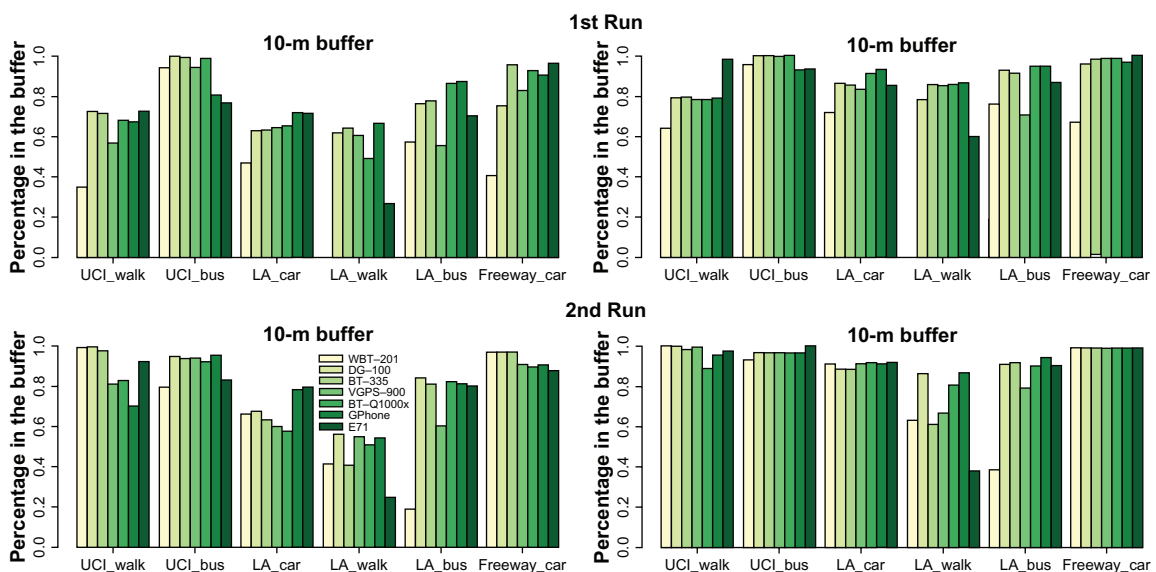 1st Run
10-m buffer
Percentage in the buffer
0.0 0.2 0.4 0.6 0.8 1.0
UCI_walk UCI_bus LA_car LA_walk LA_bus Freeway_car
10-m buffer
Percentage in the buffer
0.0 0.2 0.4 0.6 0.8 1.0
UCI_walk UCI_bus LA_car LA_walk LA_bus Freeway_car
2nd Run
10-m buffer
Percentage in the buffer
0.0 0.2 0.4 0.6 0.8 1.0
WBT–201
DG–100
BT–335
VGPS–900
BT–Q1000x
GPhone
E71
UCI_walk UCI_bus LA_car LA_walk LA_bus Freeway_car
10-m buffer
Percentage in the buffer
0.0 0.2 0.4 0.6 0.8 1.0
UCI_walk UCI_bus LA_car LA_walk LA_bus Freeway_car